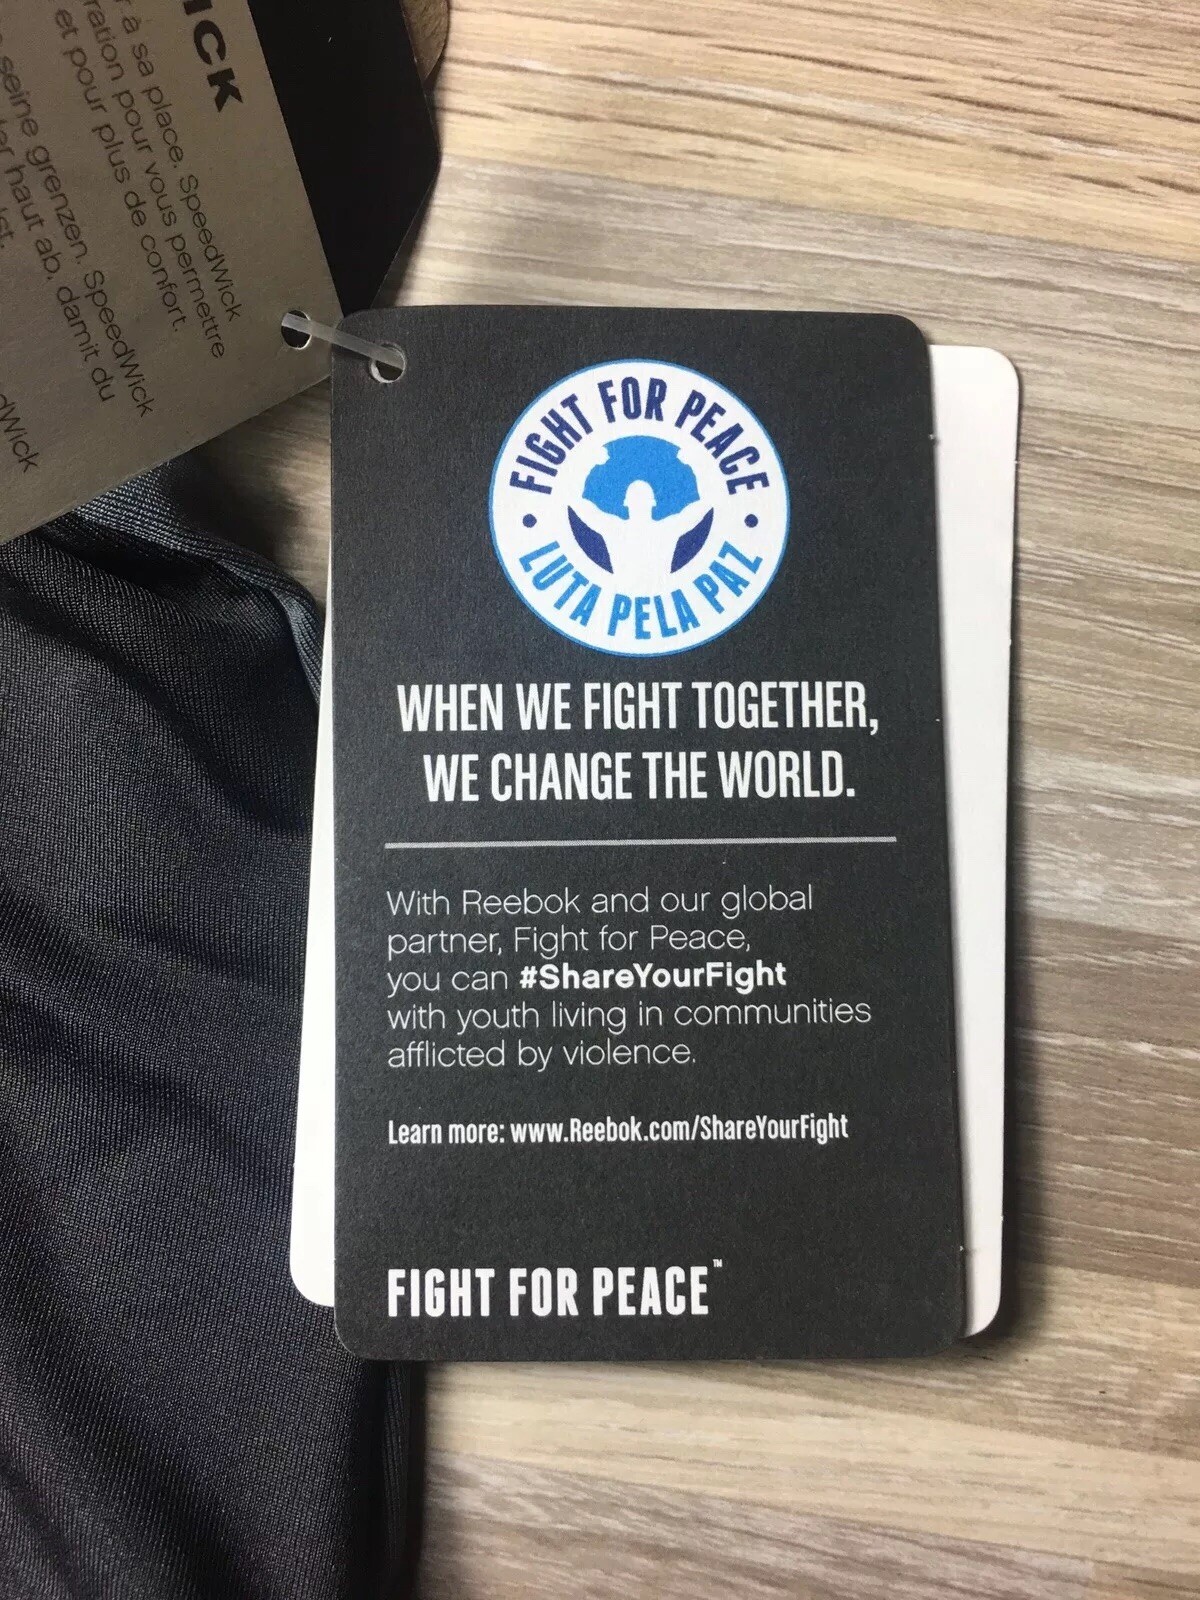 ICK
à sa place. SpeedWick
pour vous permettre
et pour plus de confort.
seine grenzen. SpeedWick
haut ab, damit du
FIGHT FOR PEACE
• LUTA PELA PAZ •
WHEN WE FIGHT TOGETHER,
WE CHANGE THE WORLD.
With Reebok and our global
partner, Fight for Peace,
you can #ShareYourFight
with youth living in communities
afflicted by violence.
Learn more: www.Reebok.com/ShareYourFight
FIGHT FOR PEACE™